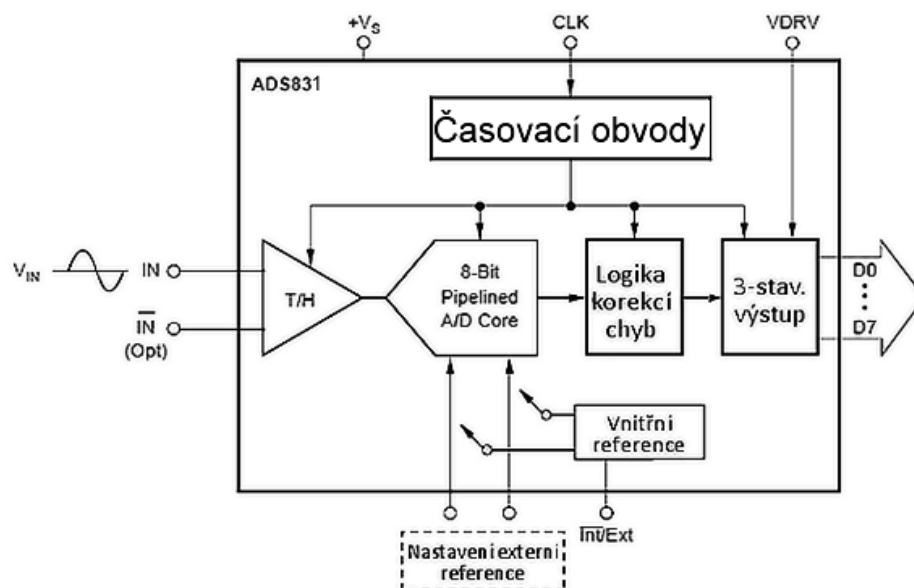 +VS
CLK
VDRV
ADS831
Časovací obvody
VIN
IN
IN
(Opt)
T/H
8-Bit
Pipelined
A/D Core
Logika
korekcí
chyb
3-stav.
výstup
D0
D7
Vnitřní
reference
Int/Ext
Nastavení externí
reference